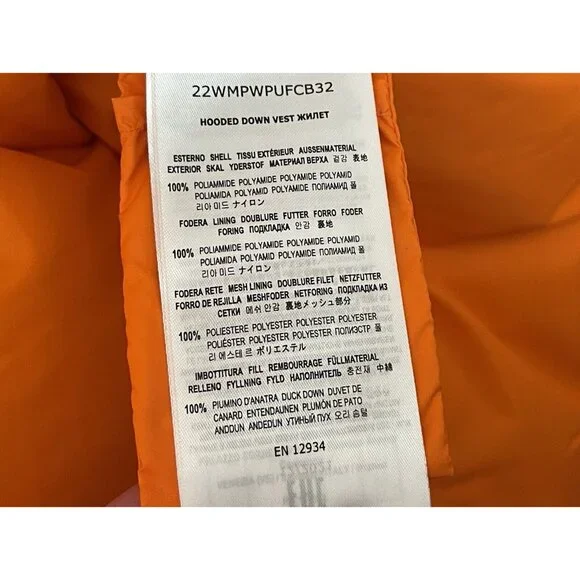 22WMPWPUFCB32
HOODED DOWN VEST ЖИЛЕТ
ESTERNO SHELL TISSU EXTÉRIEUR AUSSENMATERIAL
EXTERIOR SKAL YDERSTOF МАТЕРИАЛ ВЕРХА 겉감 表地
100% POLIAMMIDE POLYAMIDE POLYAMIDE POLYAMID
POLIAMIDA POLYAMID POLYAMID ПОЛИАМИД 폴
리아미드 ナイロン
FODERA LINING DOUBLURE FUTTER FORRO FODER
FORING ПОДКЛАДКА 안감 裏地
100% POLIAMMIDE POLYAMIDE POLYAMIDE POLYAMID
POLIAMIDA POLYAMID POLYAMID ПОЛИАМИД 폴
리아미드 ナイロン
FODERA RETE MESH LINING DOUBLURE FILET NETZFUTTER
FORRO DE REJILLA MESHFODER NETFORING ПОДКЛАДКА ИЗ
СЕТКИ 메쉬 안감 裏地メッシュ部分
100% POLIESTERE POLYESTER POLYESTER POLYESTER
POLIÉSTER POLYESTER POLYESTER ПОЛИЭСТР 폴
리에스테르 ポリエステル
IMBOTTITURA FILL REMBOURRAGE FÜLLMATERIAL
RELLENO FYLLNING FYLD НАПОЛНИТЕЛЬ 충전재 中綿
100% PIUMINO D'ANATRA DUCK DOWN DUVET DE
CANARD ENTENDAUNEN PLUMÓN DE PATO
ANDDUN ANDEDUN УТИНЫЙ ПУХ 오리 솜털
EN 12934
12/2021